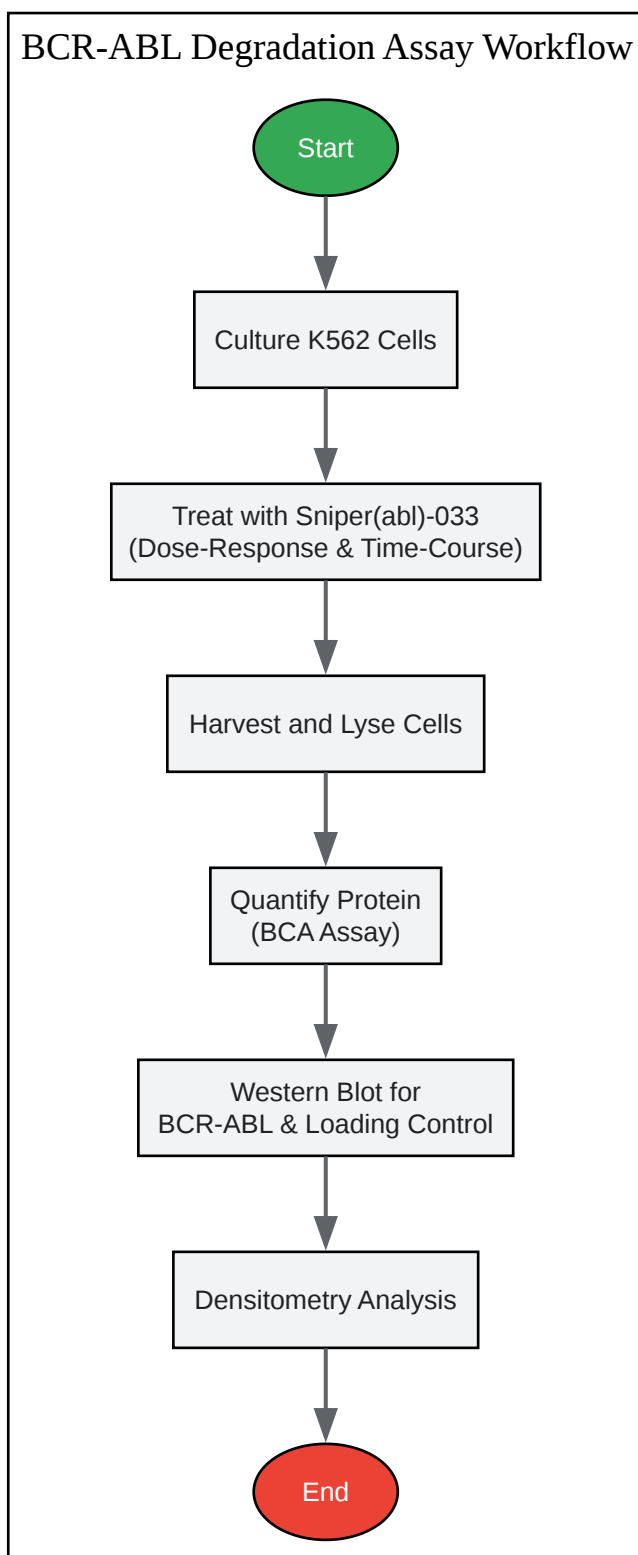 BCR-ABL Degradation Assay Workflow
Start
Culture K562 Cells
Treat with Sniper(abl)-033
(Dose-Response & Time-Course)
Harvest and Lyse Cells
Quantify Protein
(BCA Assay)
Western Blot for
BCR-ABL & Loading Control
Densitometry Analysis
End